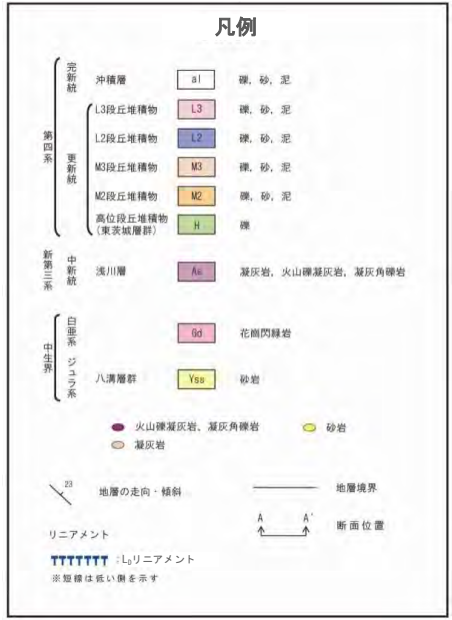 凡例
第四系
完新統 沖積層 al 礫, 砂, 泥
更新統
L3段丘堆積物 L3 礫, 砂, 泥
L2段丘堆積物 L2 礫, 砂, 泥
M3段丘堆積物 M3 礫, 砂, 泥
M2段丘堆積物 M2 礫, 砂, 泥
高位段丘堆積物
(東茨城層群) H 礫
新第三系 中新統 浅川層 As 凝灰岩, 火山礫凝灰岩, 凝灰角礫岩
中生界
白亜系 Gd 花崗閃緑岩
ジュラ系 八溝層群 Yss 砂岩
火山礫凝灰岩、凝灰角礫岩 砂岩
凝灰岩
23 地層の走向・傾斜 地層境界
A A' 断面位置
リニアメント
:LDリニアメント
※短線は低い側を示す